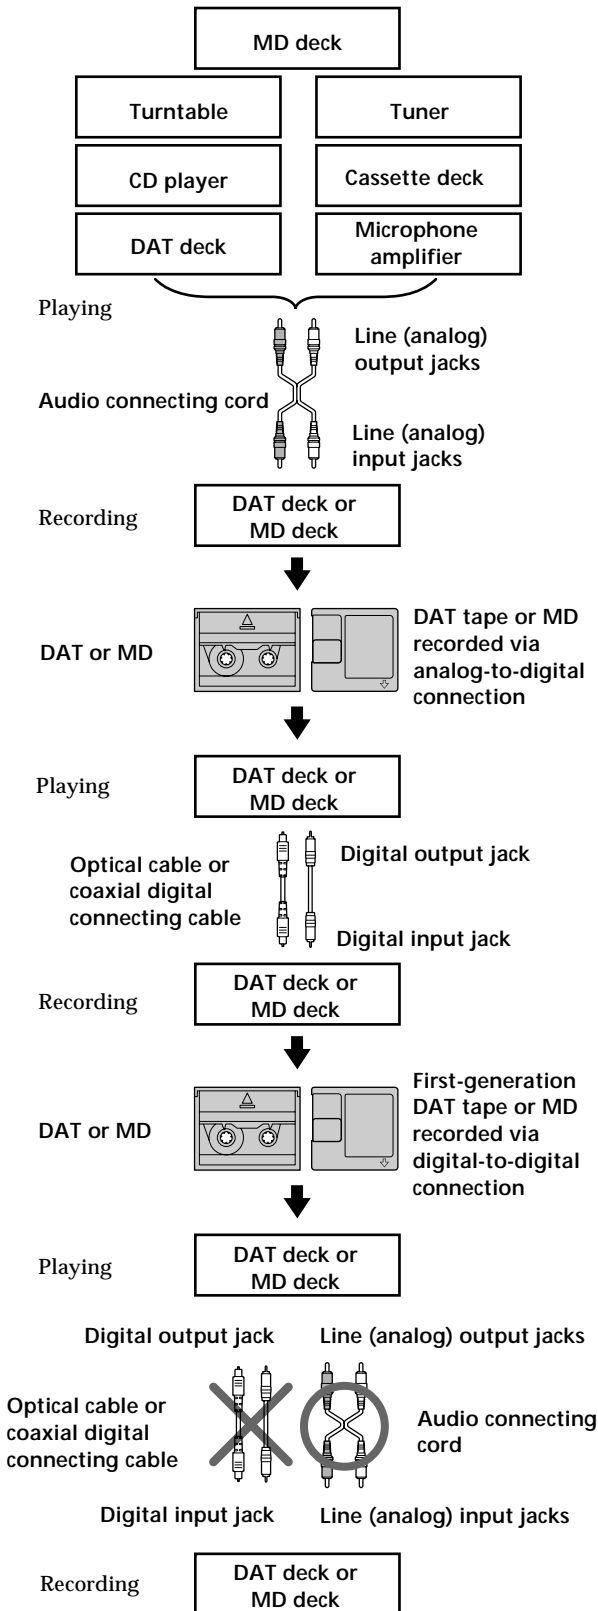 MD deck
Turntable
Tuner
CD player
Cassette deck
DAT deck
Microphone
amplifier
Playing
Line (analog)
output jacks
Audio connecting cord
Line (analog)
input jacks
Recording
DAT deck or
MD deck
DAT or MD
DAT tape or MD
recorded via
analog-to-digital
connection
Playing
DAT deck or
MD deck
Optical cable or
coaxial digital
connecting cable
Digital output jack
Digital input jack
Recording
DAT deck or
MD deck
DAT or MD
First-generation
DAT tape or MD
recorded via
digital-to-digital
connection
Playing
DAT deck or
MD deck
Digital output jack
Line (analog) output jacks
Optical cable or
coaxial digital
connecting cable
Audio connecting
cord
Digital input jack
Line (analog) input jacks
Recording
DAT deck or
MD deck